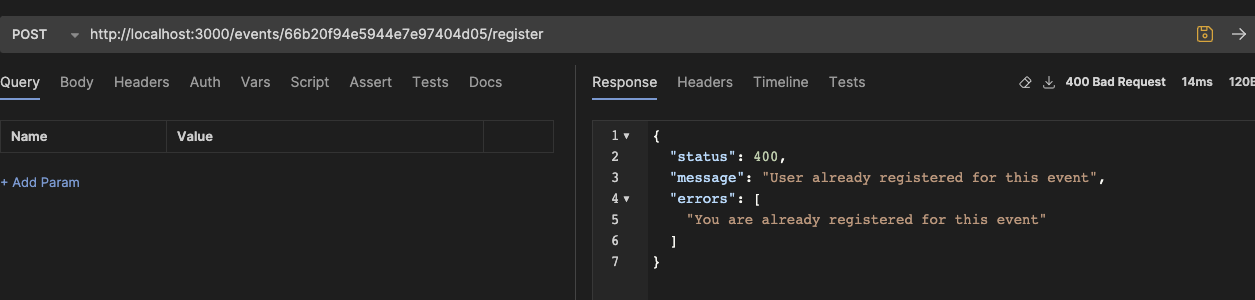 POST http://localhost:3000/events/66b20f94e5944e7e97404d05/register
Query Body Headers Auth Vars Script Assert Tests Docs
Name Value
+ Add Param
Response Headers Timeline Tests 400 Bad Request 14ms 120B
1 {
2 "status": 400,
3 "message": "User already registered for this event",
4 "errors": [
5 "You are already registered for this event"
6 ]
7 }